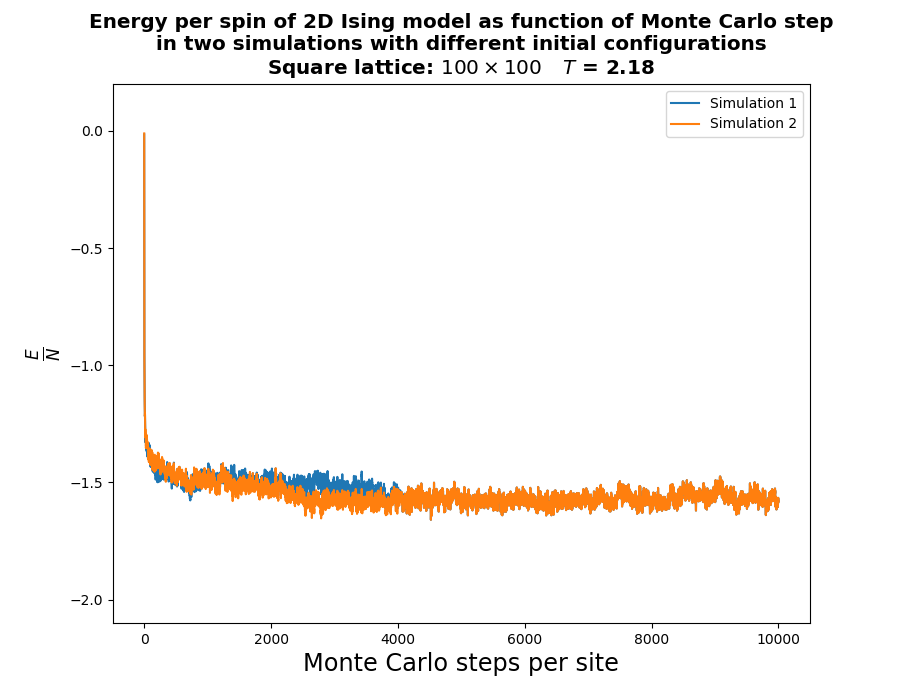 Energy per spin of 2D Ising model as function of Monte Carlo step
in two simulations with different initial configurations
Square lattice: 100 × 100 T = 2.18
Simulation 1
Simulation 2
0.0
−0.5
−1.0
−1.5
−2.0
E
N
0 2000 4000 6000 8000 10000
Monte Carlo steps per site